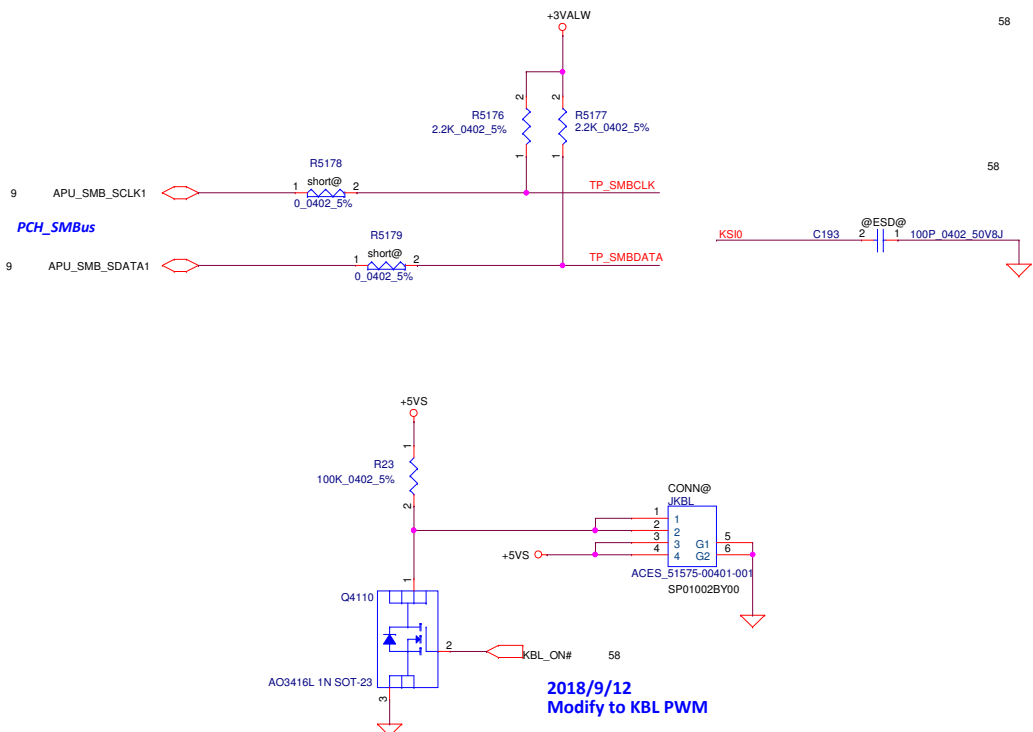 +3VALW
58
2
2
R5176
2.2K_0402_5%
R5177
2.2K_0402_5%
1
1
R5178
short@
58
9 APU_SMB_SCLK1 1 2 TP_SMBCLK
0_0402_5%
PCH_SMBus
@ESD@
KSI0 C193 2 1 100P_0402_50V8J
R5179
short@
9 APU_SMB_SDATA1 1 2 TP_SMBDATA
0_0402_5%
+5VS
1
R23
100K_0402_5%
2
CONN@
JKBL
1 1
2 2
3 3 G1 5
4 4 G2 6
+5VS
ACES_51575-00401-001
SP01002BY00
1
Q4110
2
KBL_ON# 58
AO3416L 1N SOT-23
3
2018/9/12
Modify to KBL PWM